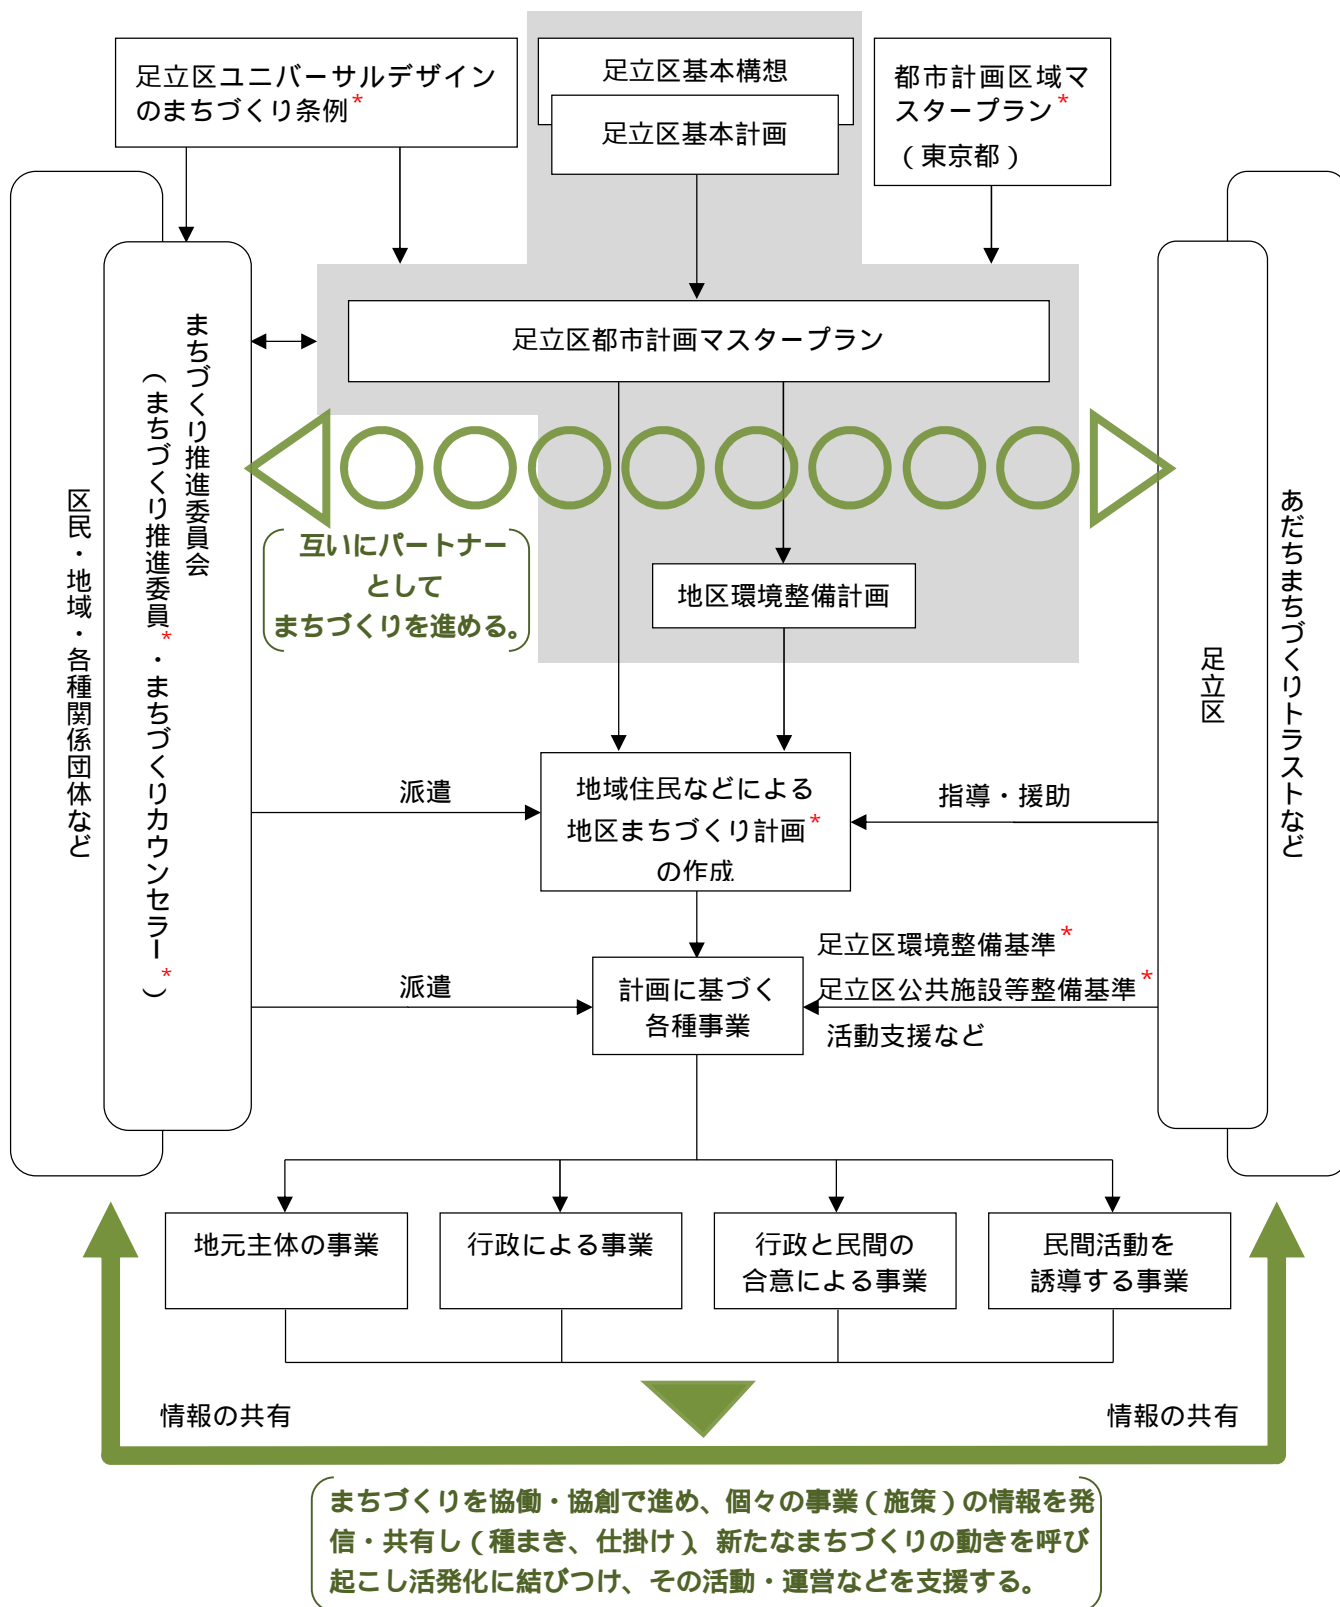 足立区ユニバーサルデザイン
のまちづくり条例*
足立区基本構想
足立区基本計画
都市計画区域マ
スタープラン*
（東京都）
足立区都市計画マスタープラン
区民・地域・各種関係団体など
まちづくり推進委員会
（まちづくり推進委員*・まちづくりカウンセラー*）
互いにパートナー
として
まちづくりを進める。
地区環境整備計画
足立区
あだちまちづくりトラストなど
派遣
地域住民などによる
地区まちづくり計画*
の作成
指導・援助
派遣
計画に基づく
各種事業
足立区環境整備基準*
足立区公共施設等整備基準*
活動支援など
地元主体の事業
行政による事業
行政と民間の
合意による事業
民間活動を
誘導する事業
情報の共有
情報の共有
まちづくりを協働・協創で進め、個々の事業（施策）の情報を発
信・共有し（種まき、仕掛け）、新たなまちづくりの動きを呼び
起こし活発化に結びつけ、その活動・運営などを支援する。